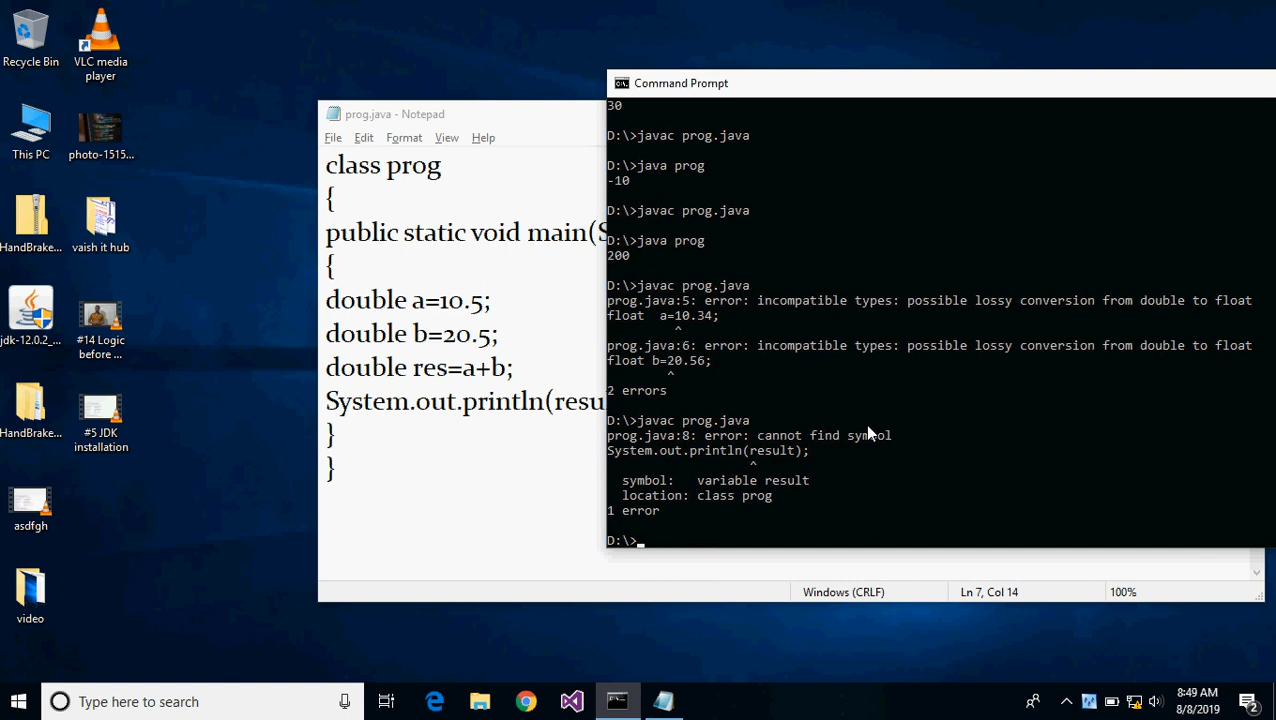 Recycle Bin
VLC media
player
This PC
photo-1515...
HandBrake...
vaish it hub
jdk-12.0.2_...
#14 Logic
before ...
HandBrake...
#5 JDK
installation
asdfgh
video
prog.java - Notepad
File Edit Format View Help
class prog
{
public static void main(S
{
double a=10.5;
double b=20.5;
double res=a+b;
System.out.println(resu
}
}
Windows (CRLF) Ln 7, Col 14 100%
Command Prompt
30
D:\>javac prog.java
D:\>java prog
-10
D:\>javac prog.java
D:\>java prog
200
D:\>javac prog.java
prog.java:5: error: incompatible types: possible lossy conversion from double to float
float  a=10.34;
^
prog.java:6: error: incompatible types: possible lossy conversion from double to float
float b=20.56;
^
2 errors
D:\>javac prog.java
prog.java:8: error: cannot find symbol
System.out.println(result);
^
symbol:   variable result
location: class prog
1 error
D:\>
Type here to search
8:49 AM
8/8/2019
2